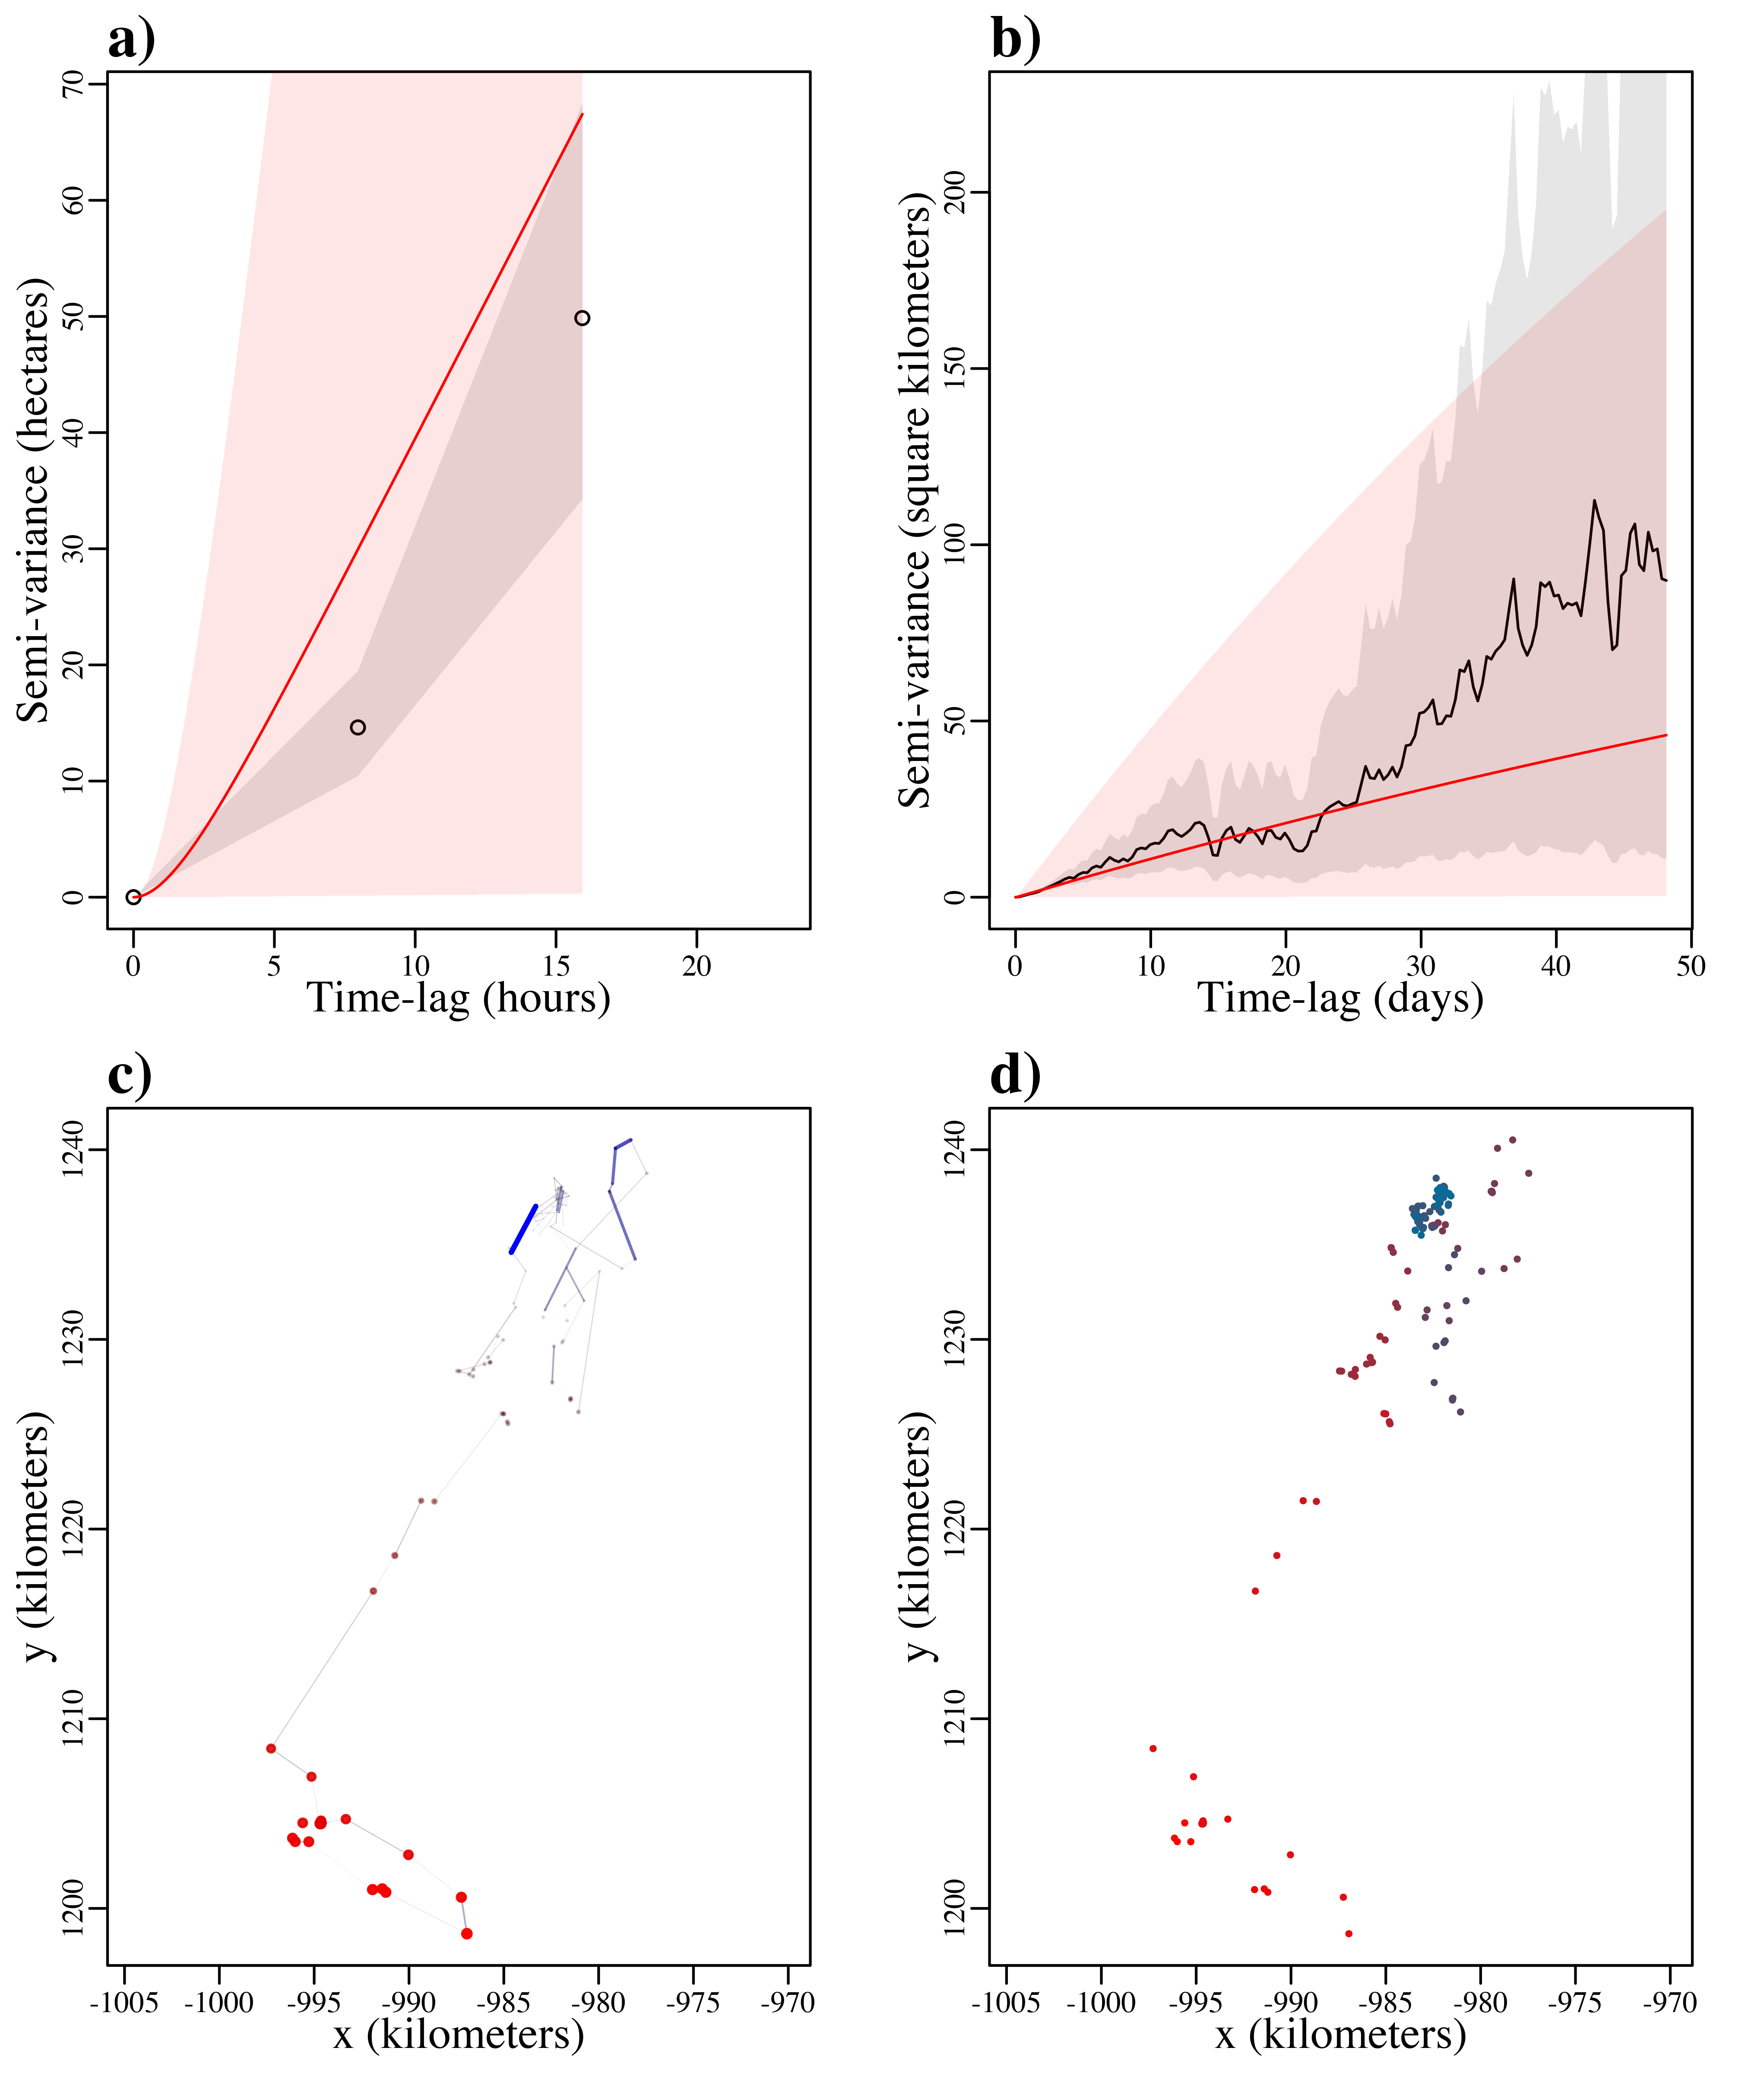 a)
Semi-variance (hectares)
70
60
50
40
30
20
10
0
0 5 10 15 20
Time-lag (hours)
b)
Semi-variance (square kilometers)
200
150
100
50
0
0 10 20 30 40 50
Time-lag (days)
c)
y (kilometers)
1240
1230
1220
1210
1200
-1005 -1000 -995 -990 -985 -980 -975 -970
x (kilometers)
d)
y (kilometers)
1240
1230
1220
1210
1200
-1005 -1000 -995 -990 -985 -980 -975 -970
x (kilometers)